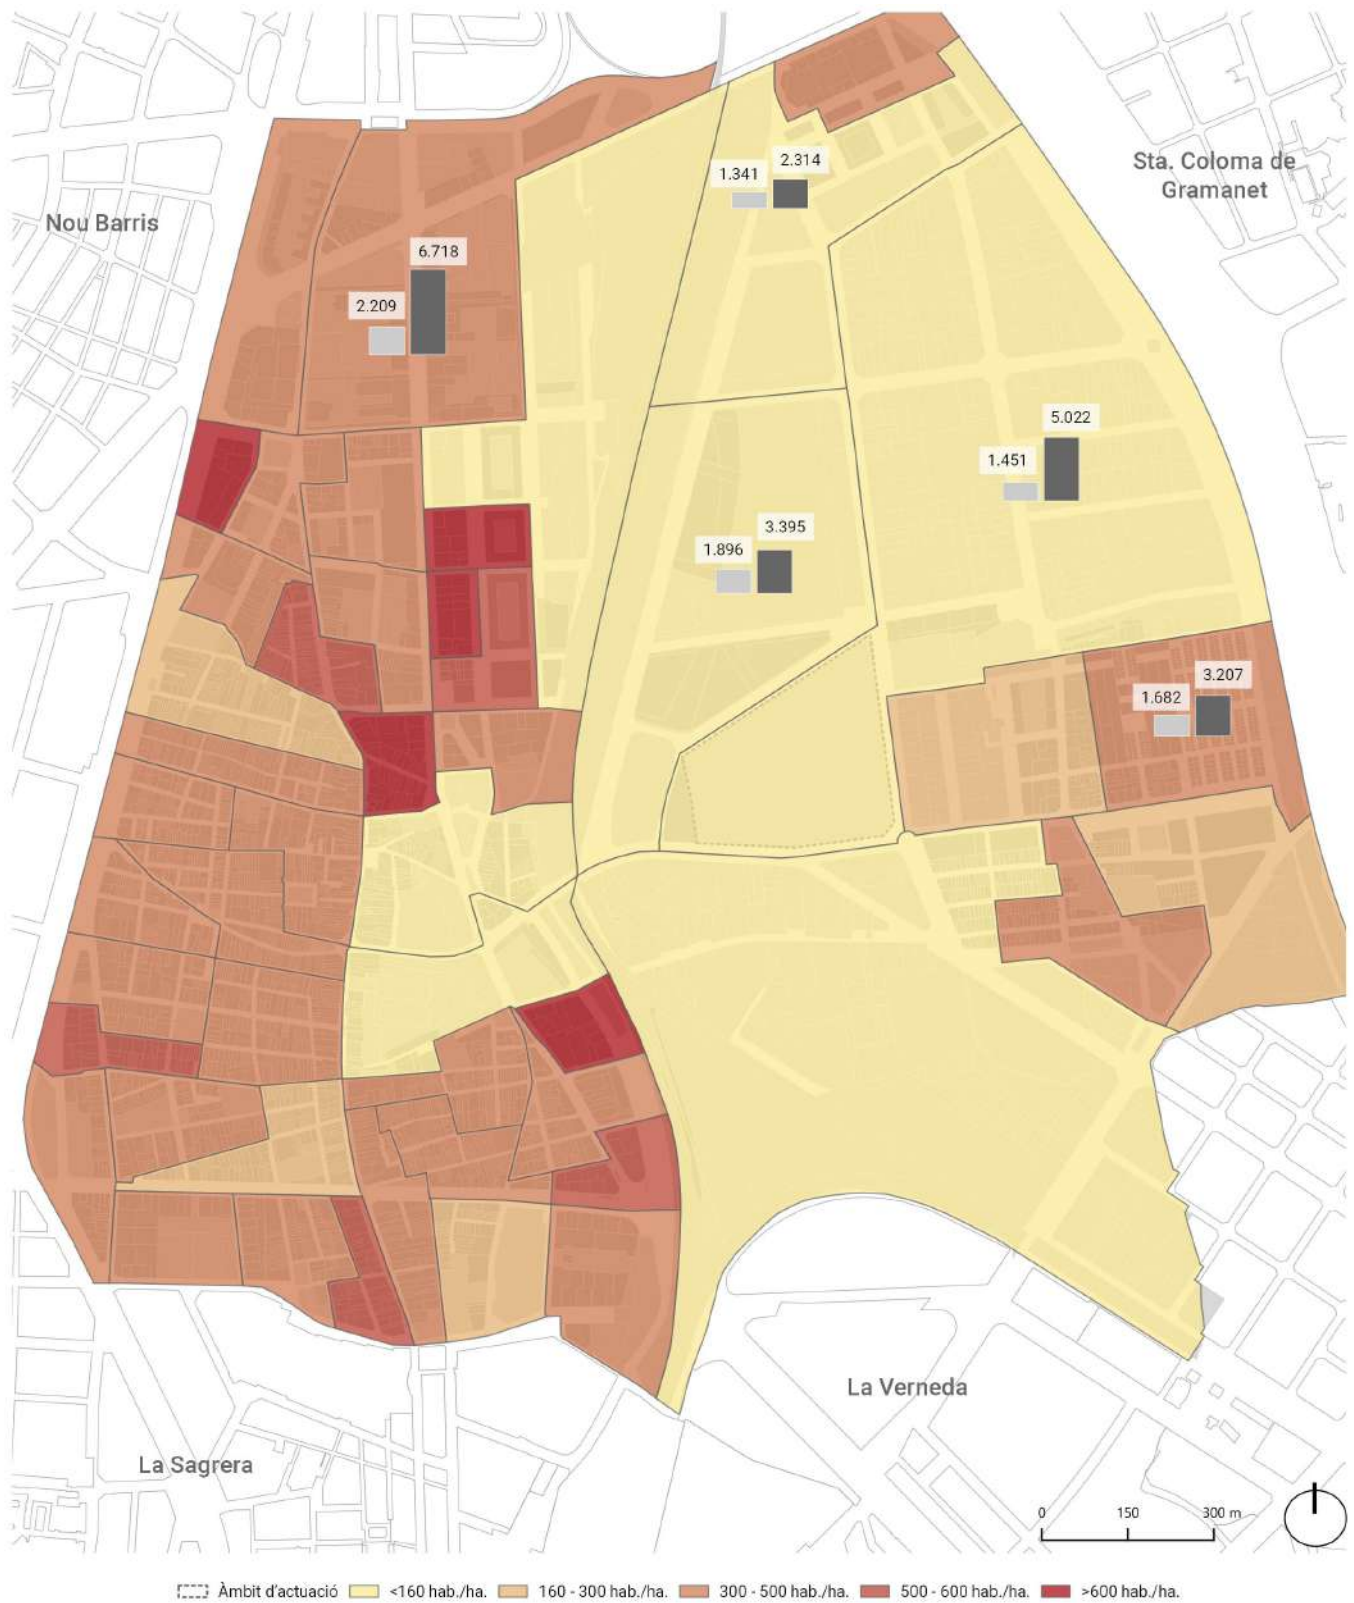 Sta. Coloma de
Gramanet
Nou Barris
1.341
2.314
6.718
2.209
5.022
1.451
3.395
1.896
3.207
1.682
La Verneda
La Sagrera
0 150 300 m
Àmbit d'actuació <160 hab./ha. 160 - 300 hab./ha. 300 - 500 hab./ha. 500 - 600 hab./ha. >600 hab./ha.